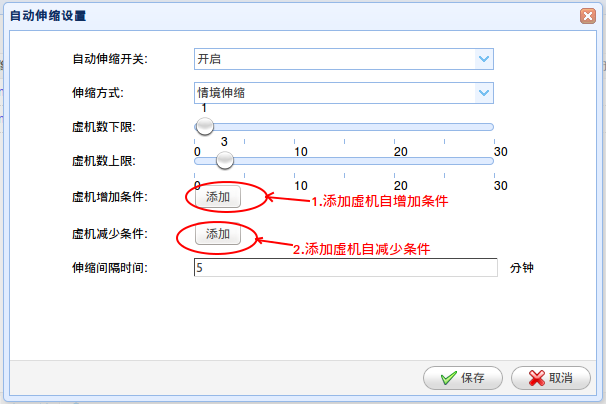 自动伸缩设置
自动伸缩开关: 开启
伸缩方式: 情境伸缩
1
虚机数下限:
0 10 20 30
3
虚机数上限:
0 10 20 30
虚机增加条件: 添加 1.添加虚机自增加条件
虚机减少条件: 添加 2.添加虚机自减少条件
伸缩间隔时间: 5 分钟
保存 取消